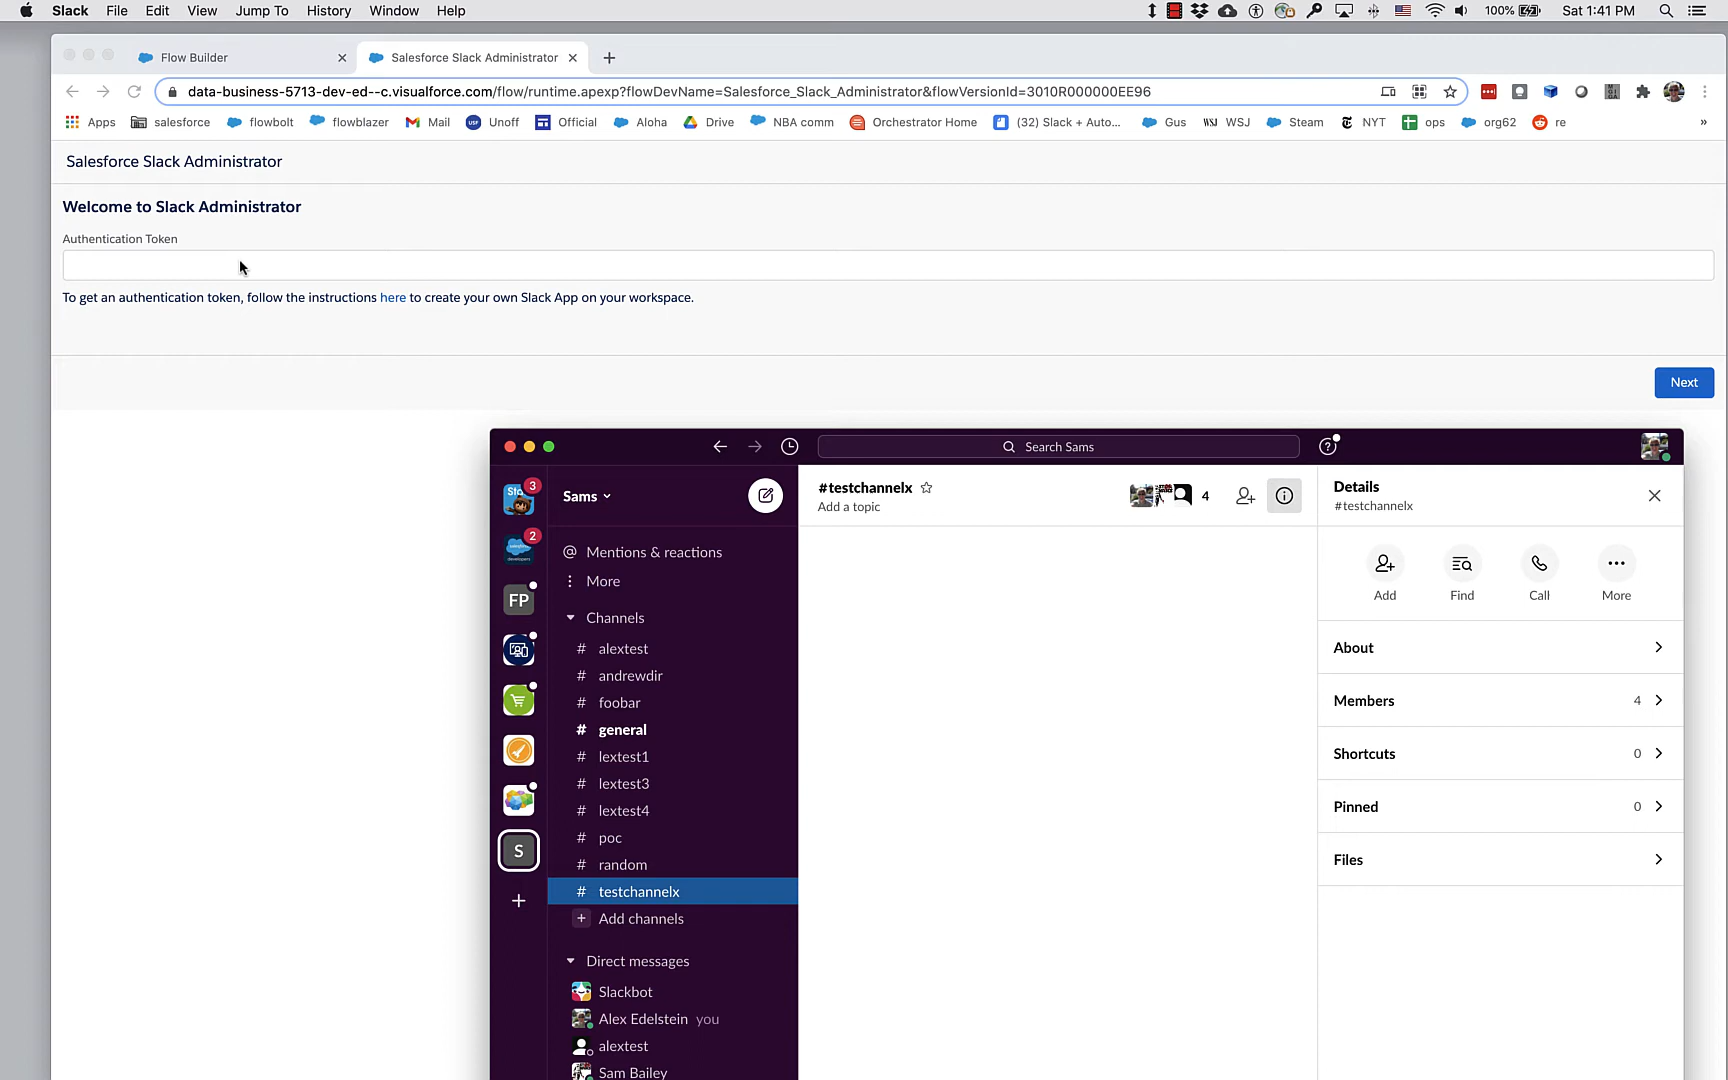 Slack File Edit View Jump To History Window Help 100% Sat 1:41 PM
Flow Builder
Salesforce Slack Administrator
data-business-5713-dev-ed--c.visualforce.com/flow/runtime.apexp?flowDevName=Salesforce_Slack_Administrator&flowVersionId=3010R000000EE96
Apps salesforce flowbolt flowblazer Mail Unoff Official Aloha Drive NBA comm Orchestrator Home (32) Slack + Auto... Gus WSJ WSJ Steam NYT ops org62 re »
Salesforce Slack Administrator
Welcome to Slack Administrator
Authentication Token
To get an authentication token, follow the instructions here to create your own Slack App on your workspace.
Next
Search Sams
3
2
FP
S
Sams
Mentions & reactions
More
Channels
# alextest
# andrewdir
# foobar
# general
# lextest1
# lextest3
# lextest4
# poc
# random
# testchannelx
+ Add channels
Direct messages
Slackbot
Alex Edelstein you
alextest
Sam Bailey
#testchannelx
Add a topic
4
Details
#testchannelx
Add
Find
Call
More
About
Members 4
Shortcuts 0
Pinned 0
Files